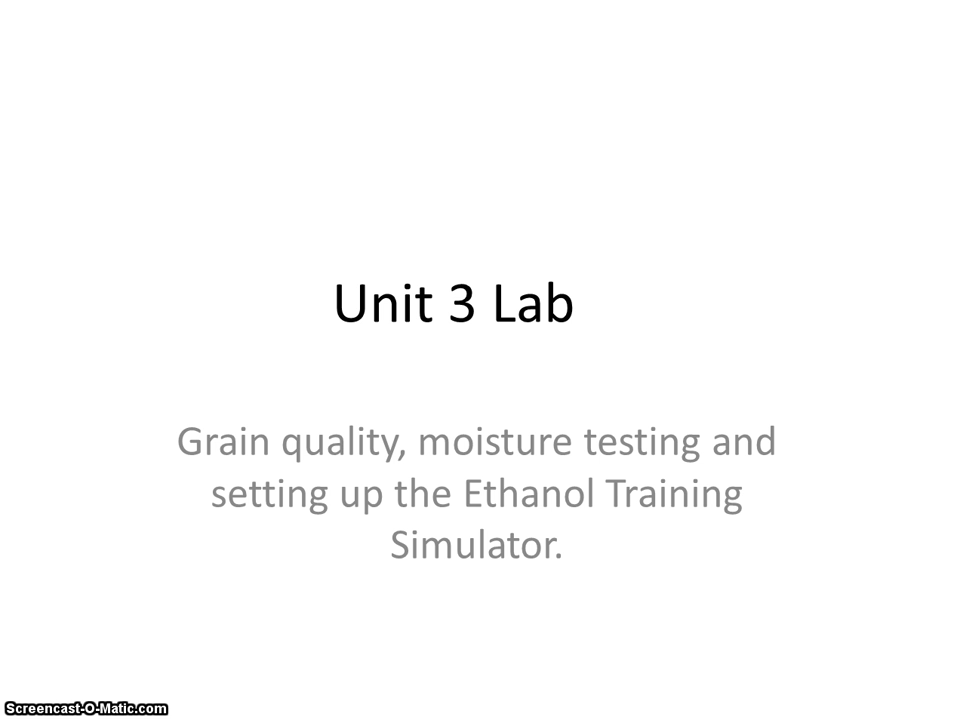 Unit 3 Lab
Grain quality, moisture testing and
setting up the Ethanol Training
Simulator.
Screencast-O-Matic.com